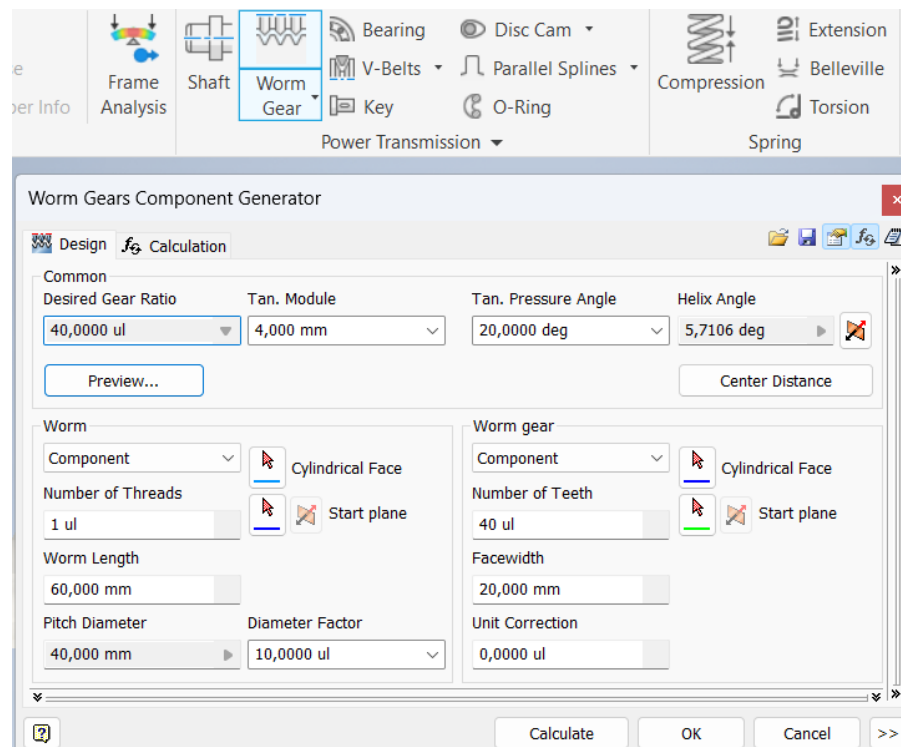 Bearing Disc Cam Extension
Frame Analysis Shaft Worm Gear V-Belts Parallel Splines Compression Belleville
er Info Key O-Ring Torsion
Power Transmission Spring
Worm Gears Component Generator
Design Calculation
Common
Desired Gear Ratio Tan. Module Tan. Pressure Angle Helix Angle
40,0000 ul 4,000 mm 20,0000 deg 5,7106 deg
Preview... Center Distance
Worm Worm gear
Component Cylindrical Face Component Cylindrical Face
Number of Threads Number of Teeth
1 ul Start plane 40 ul Start plane
Worm Length Facewidth
60,000 mm 20,000 mm
Pitch Diameter Diameter Factor Unit Correction
40,000 mm 10,0000 ul 0,0000 ul
Calculate OK Cancel >>